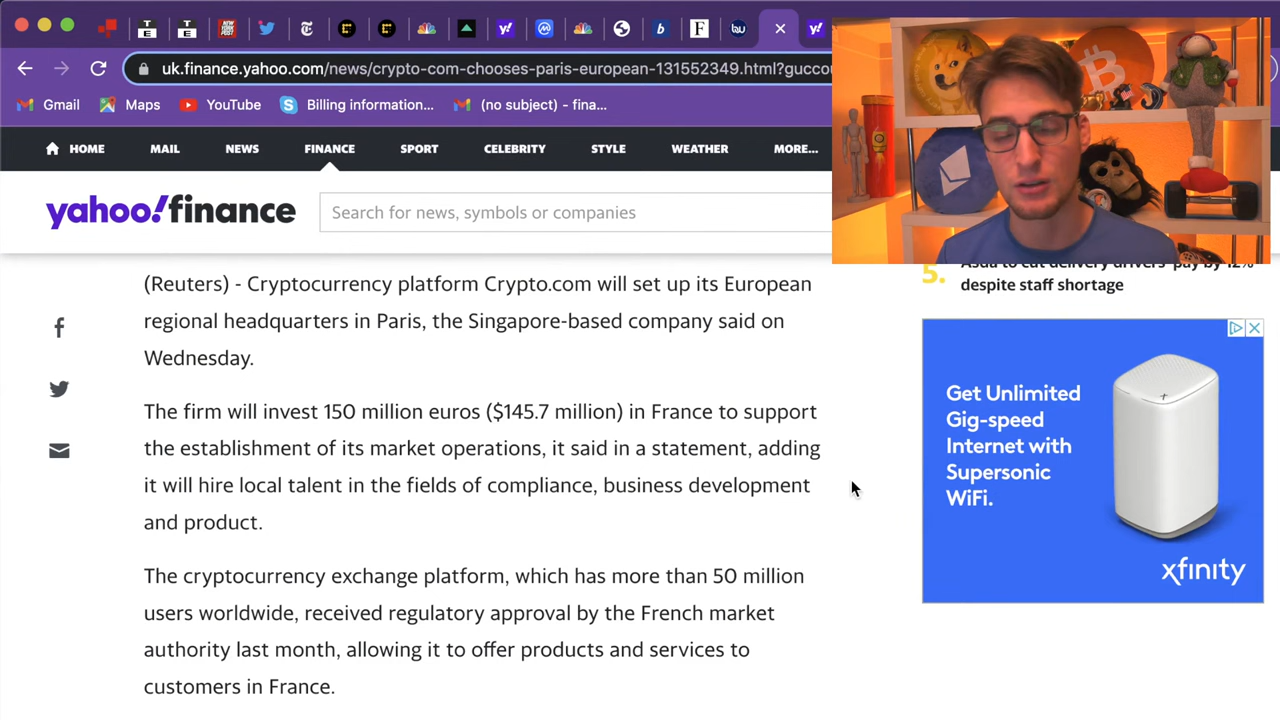 uk.finance.yahoo.com/news/crypto-com-chooses-paris-european-131552349.html?guccou
Gmail
Maps
YouTube
Billing information...
(no subject) - fina...
HOME
MAIL
NEWS
FINANCE
SPORT
CELEBRITY
STYLE
WEATHER
MORE...
yahoo!finance
Search for news, symbols or companies
(Reuters) - Cryptocurrency platform Crypto.com will set up its European
regional headquarters in Paris, the Singapore-based company said on
Wednesday.
The firm will invest 150 million euros ($145.7 million) in France to support
the establishment of its market operations, it said in a statement, adding
it will hire local talent in the fields of compliance, business development
and product.
The cryptocurrency exchange platform, which has more than 50 million
users worldwide, received regulatory approval by the French market
authority last month, allowing it to offer products and services to
customers in France.
5.
Asda to cut delivery drivers' pay by 12%
despite staff shortage
Get Unlimited
Gig-speed
Internet with
Supersonic
WiFi.
xfinity